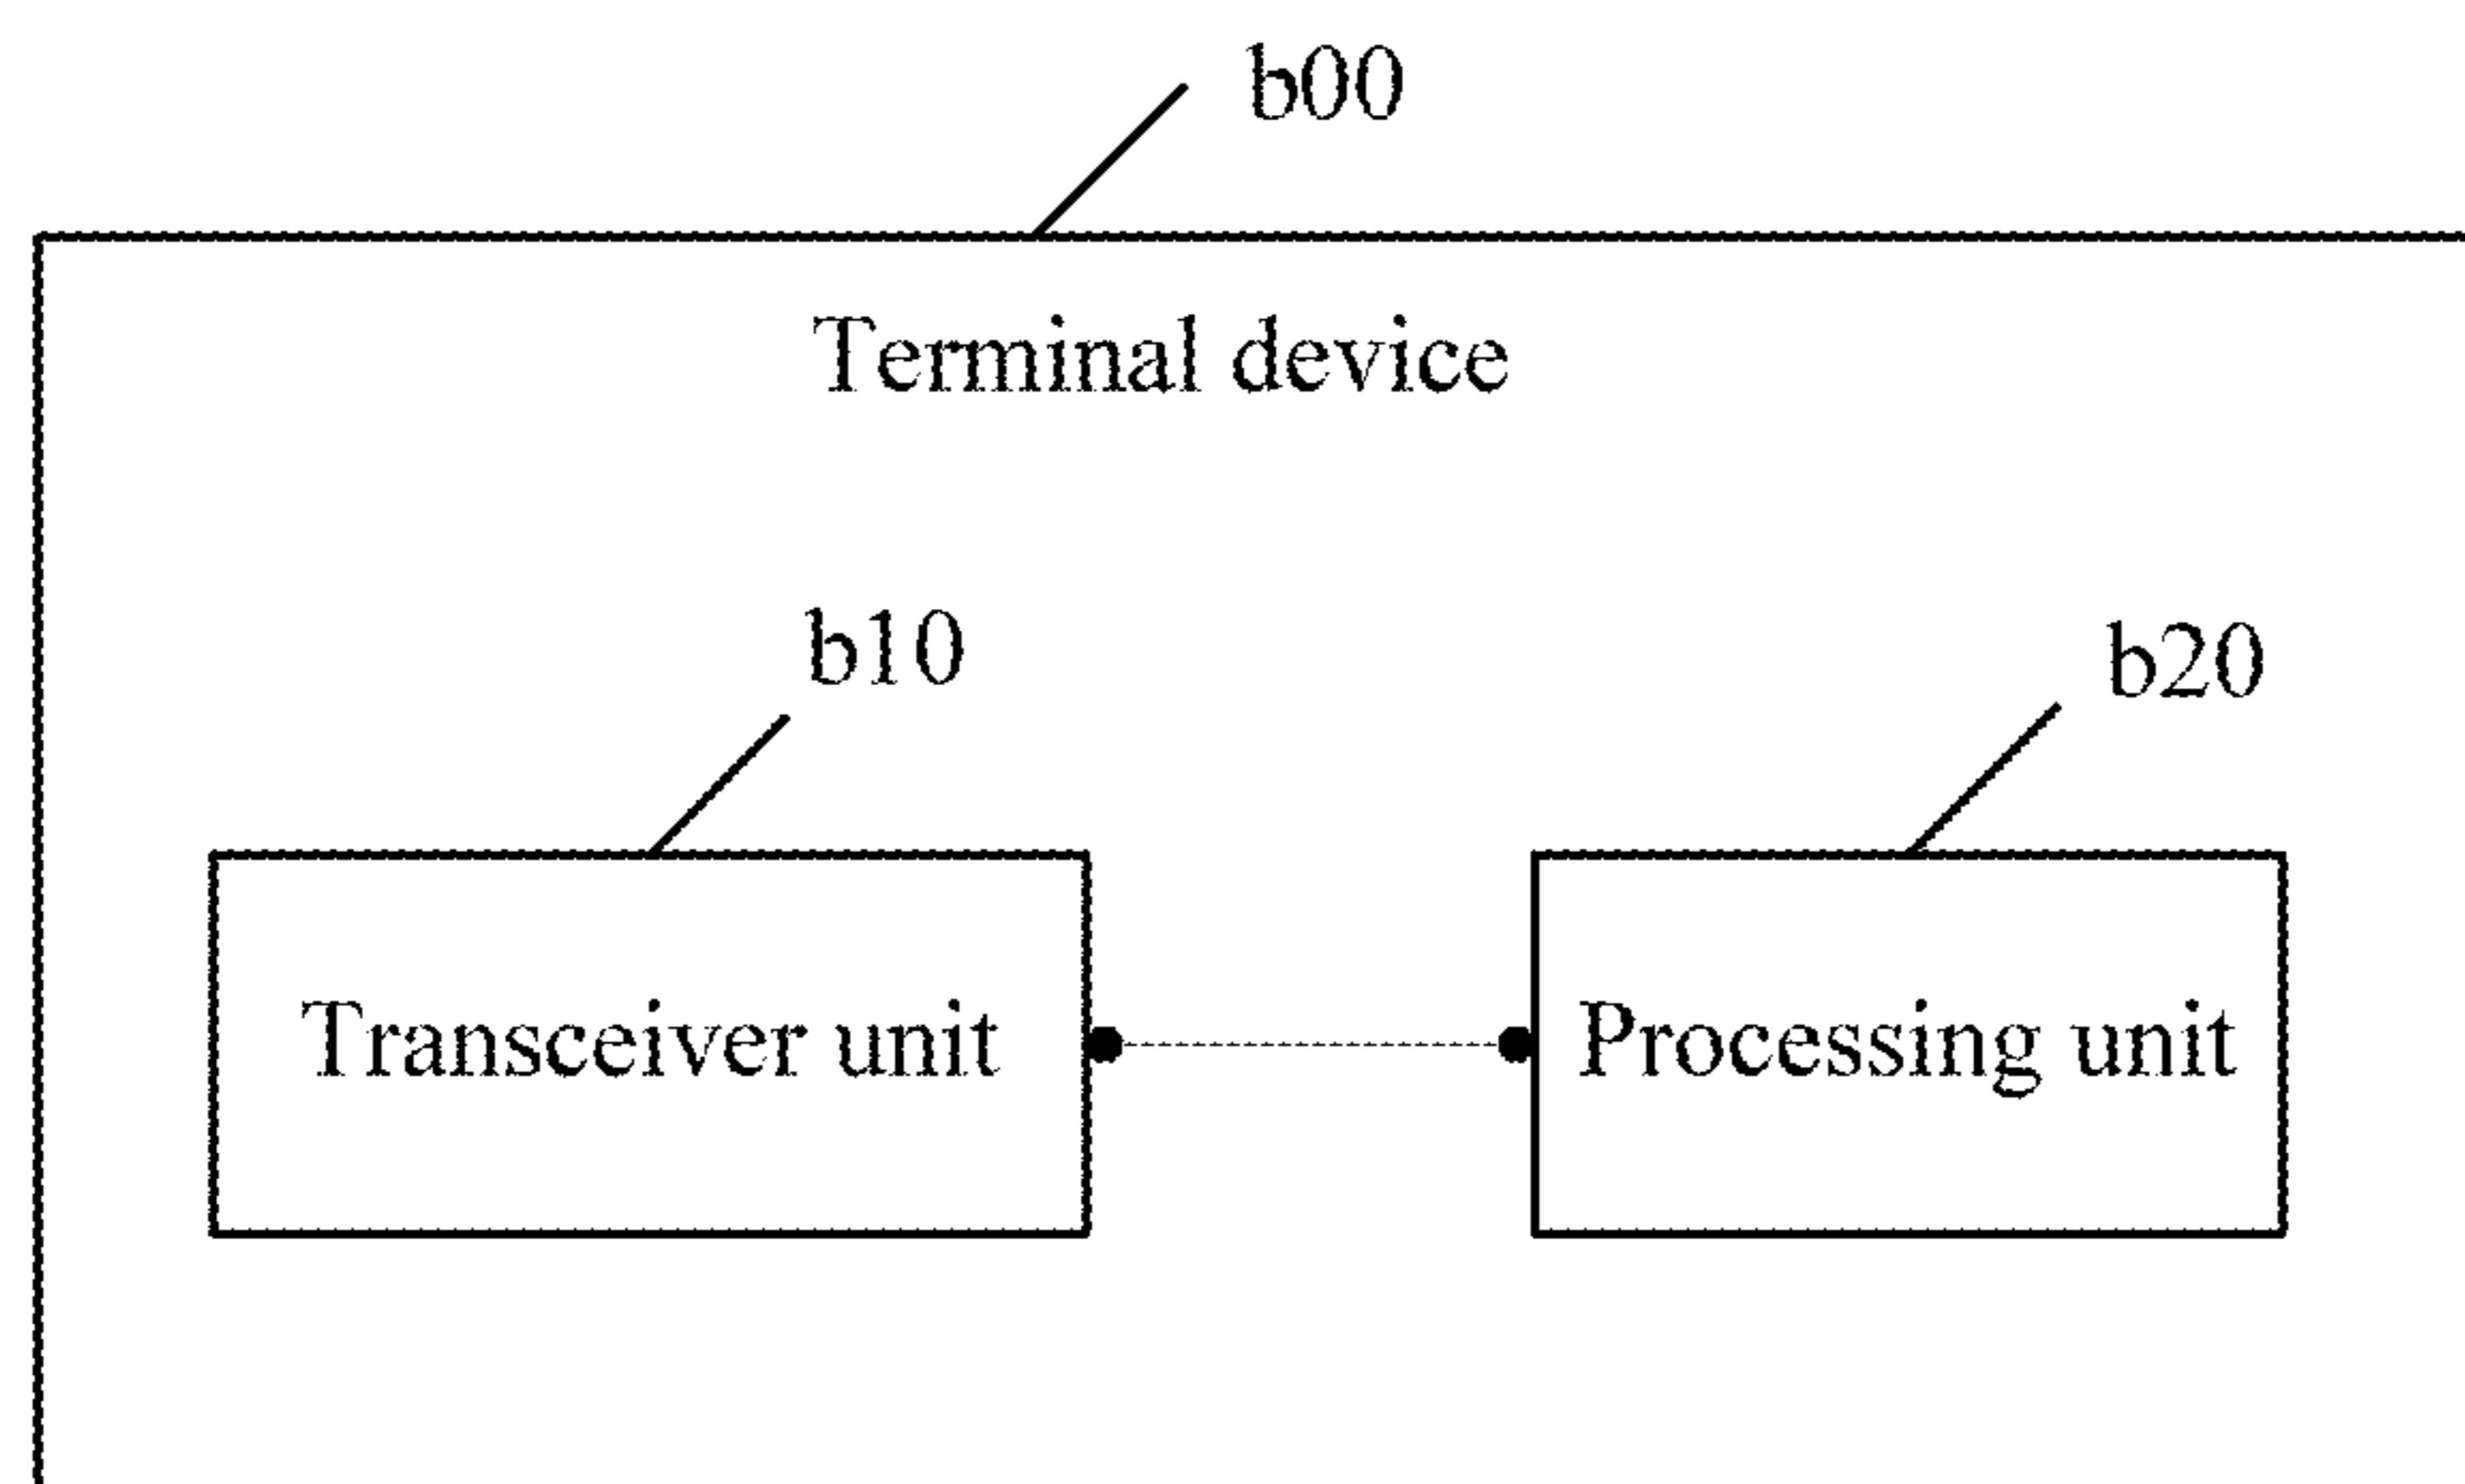 b00
Terminal device
b10
b20
Transceiver unit
Processing unit